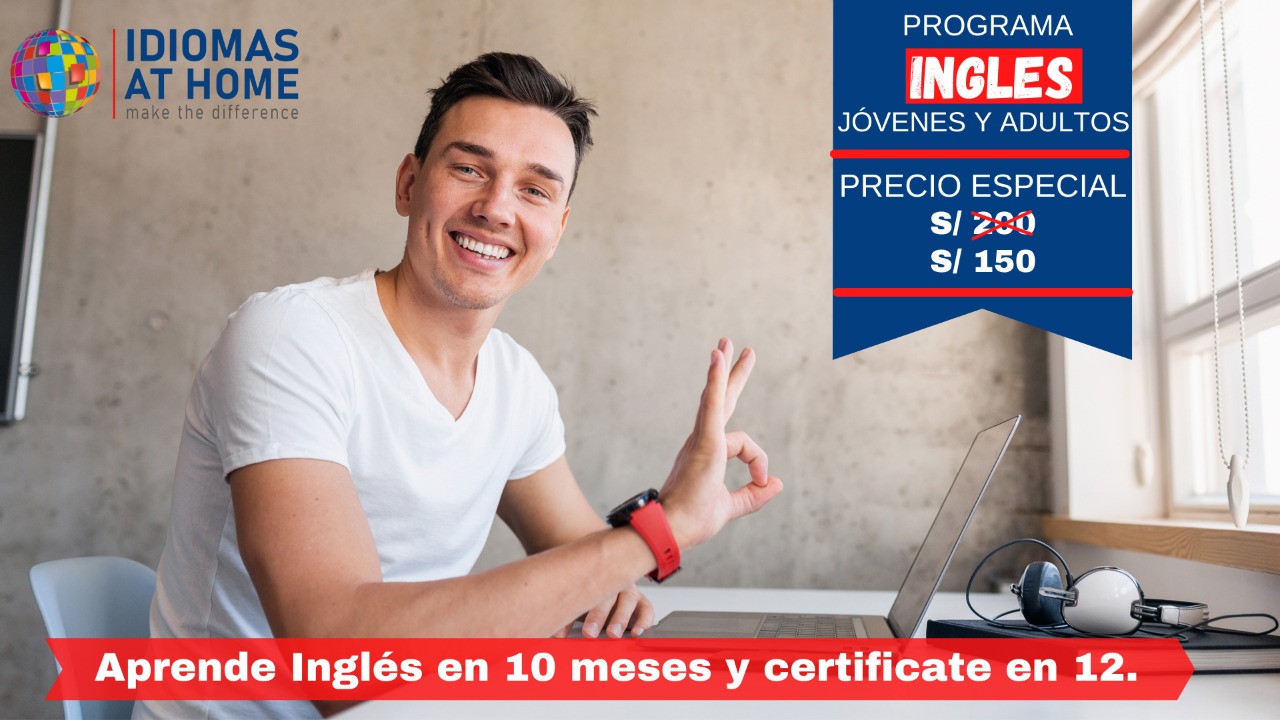 IDIOMAS
AT HOME
make the difference
PROGRAMA
INGLES
JÓVENES Y ADULTOS
PRECIO ESPECIAL
S/ 200
S/ 150
Aprende Inglés en 10 meses y certificate en 12.